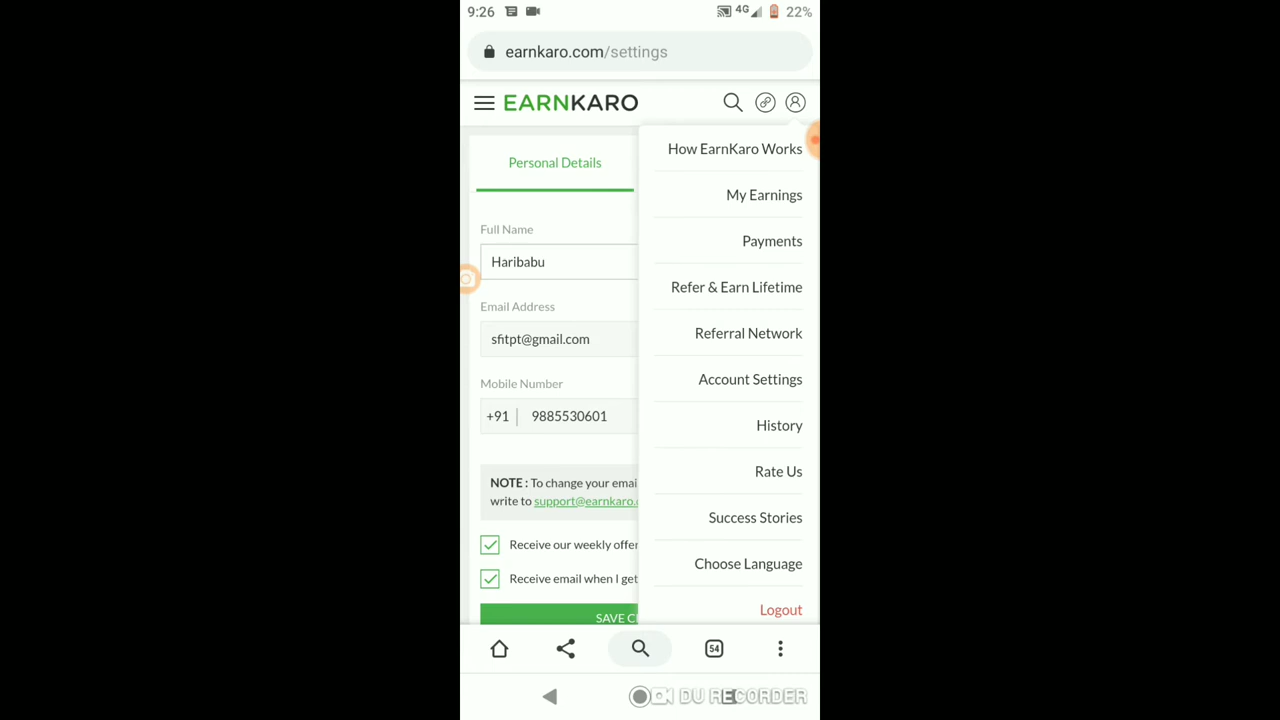 9:26
4G
22%
earnkaro.com/settings
EARNKARO
How EarnKaro Works
Personal Details
My Earnings
Full Name
Payments
Haribabu
Refer & Earn Lifetime
Email Address
Referral Network
sfitpt@gmail.com
Mobile Number
Account Settings
+91
9885530601
History
Rate Us
NOTE : To change your emai
write to support@earnkaro.
Success Stories
Receive our weekly offer
Choose Language
Receive email when I get
Logout
SAVE C
54
DU RECORDER